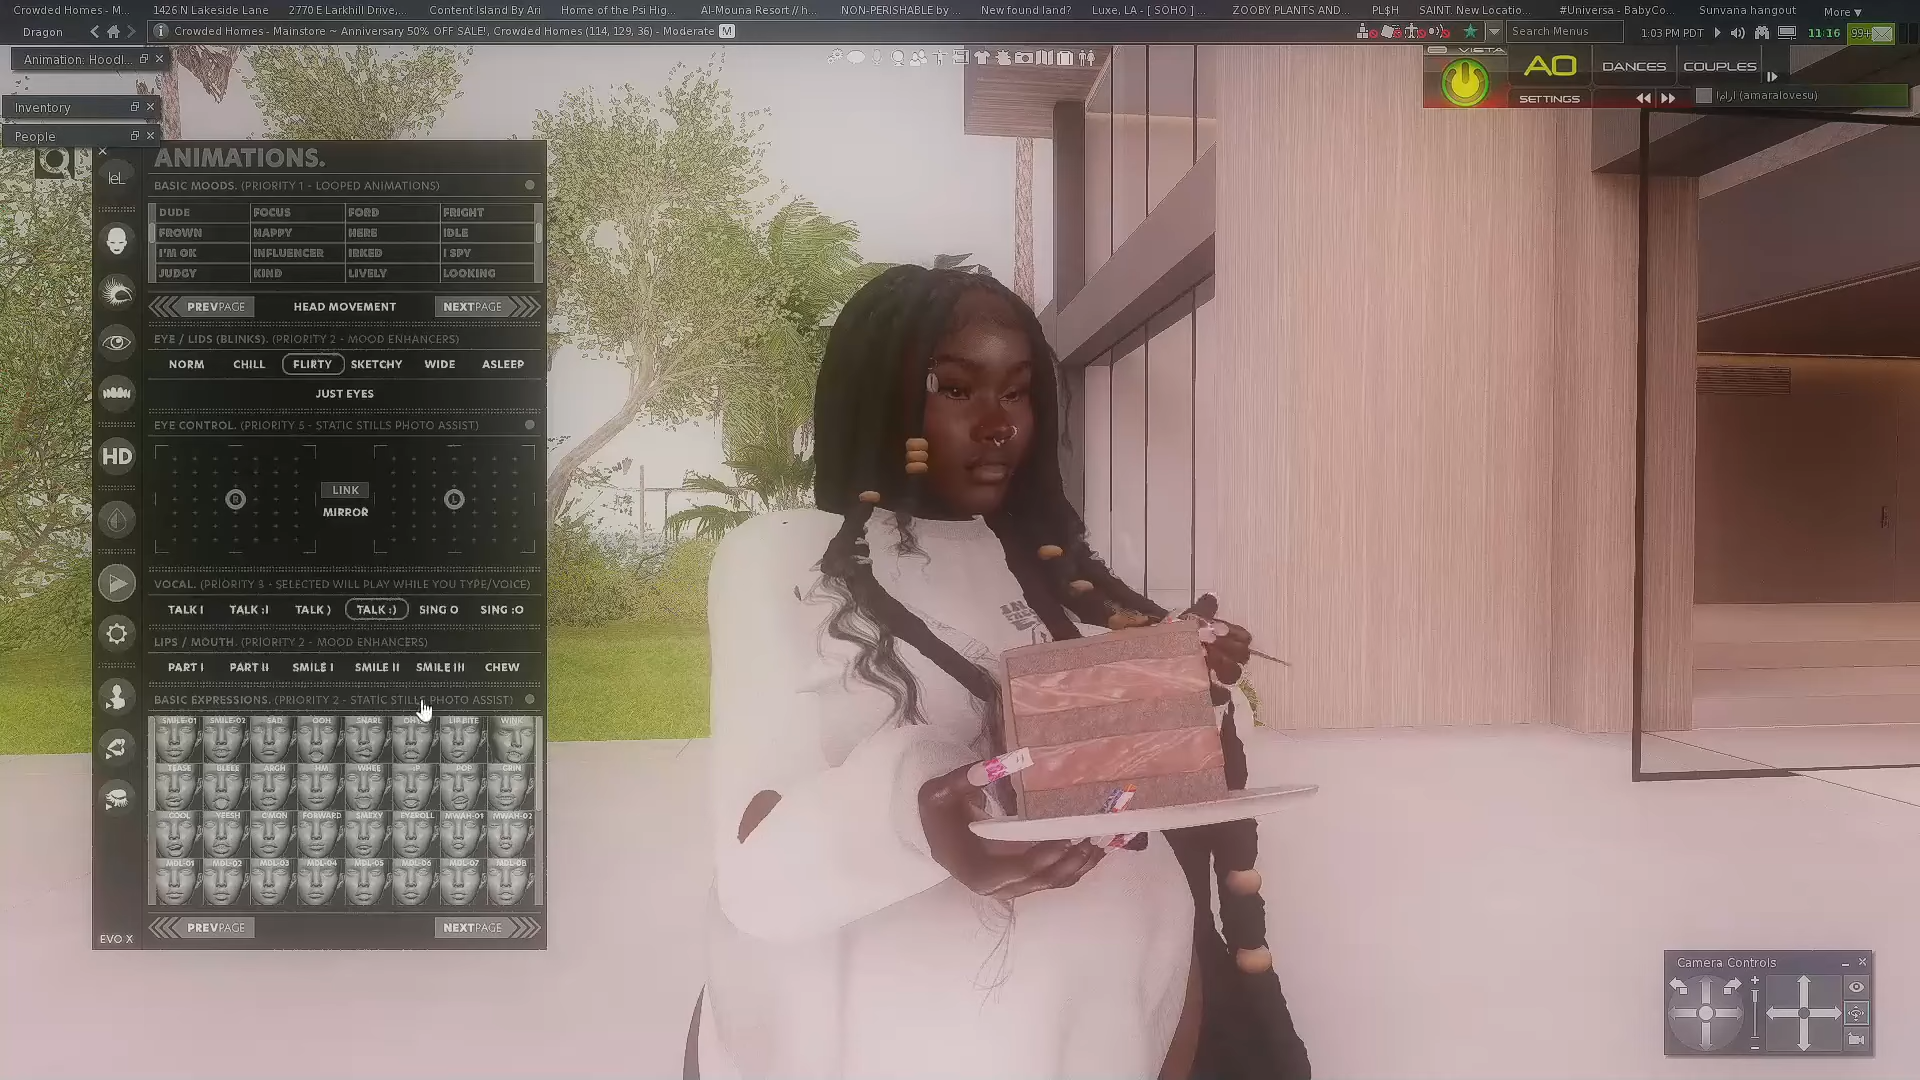 Crowded Homes - M...
1426 N Lakeside Lane
2770 E Larkhill Drive,...
Content Island By Ari
Home of the Psi Hig...
Al-Mouna Resort // h...
NON-PERISHABLE by ...
New found land?
Luxe, LA - [ SOHO ] ...
ZOOBY PLANTS AND...
PL$H
SAINT. New Locatio...
#Universa - BabyCo...
Sunvana hangout
More ▼
Dragon
Crowded Homes - Mainstore ~ Anniversary 50% OFF SALE!, Crowded Homes (114, 129, 36) - Moderate M
Search Menus
1:03 PM PDT
11:16
99+
Animation: Hoodl...
VISTA
AO
DANCES
COUPLES
SETTINGS
(amaralovesu)
Inventory
People
ANIMATIONS.
leL
BASIC MOODS. (PRIORITY 1 - LOOPED ANIMATIONS)
DUDE FOCUS FORD FRIGHT
FROWN HAPPY HERE IDLE
I'M OK INFLUENCER IRKED I SPY
JUDGY KIND LIVELY LOOKING
PREVPAGE HEAD MOVEMENT NEXTPAGE
EYE / LIDS (BLINKS). (PRIORITY 2 - MOOD ENHANCERS)
NORM CHILL FLIRTY SKETCHY WIDE ASLEEP
JUST EYES
EYE CONTROL. (PRIORITY 5 - STATIC STILLS PHOTO ASSIST)
HD
R LINK L
MIRROR
VOCAL. (PRIORITY 3 - SELECTED WILL PLAY WHILE YOU TYPE/VOICE)
TALK I TALK :I TALK ) TALK :) SING O SING :O
LIPS / MOUTH. (PRIORITY 2 - MOOD ENHANCERS)
PART I PART II SMILE I SMILE II SMILE III CHEW
BASIC EXPRESSIONS. (PRIORITY 2 - STATIC STILLS PHOTO ASSIST)
SMILE-01 SMILE-02 SAD OOH SNARL LIP BITE WINK
TEASE BLEEE ARGH HM WHEE :P POP GRIN
COOL YEESH C'MON FORWARD SMEXY EYEROLL MWAH-01 MWAH-02
MDL-01 MDL-02 MDL-03 MDL-04 MDL-05 MDL-06 MDL-07 MDL-08
PREVPAGE NEXTPAGE
EVO X
Camera Controls